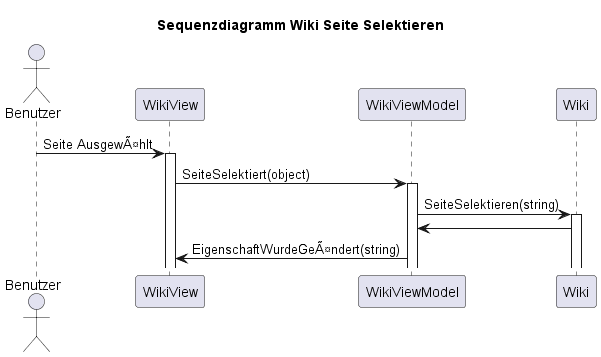 Sequenzdiagramm Wiki Seite Selektieren
Benutzer
WikiView
WikiViewModel
Wiki
Seite AusgewÃ¤hlt
SeiteSelektiert(object)
SeiteSelektieren(string)
EigenschaftWurdeGeÃ¤ndert(string)
Benutzer
WikiView
WikiViewModel
Wiki